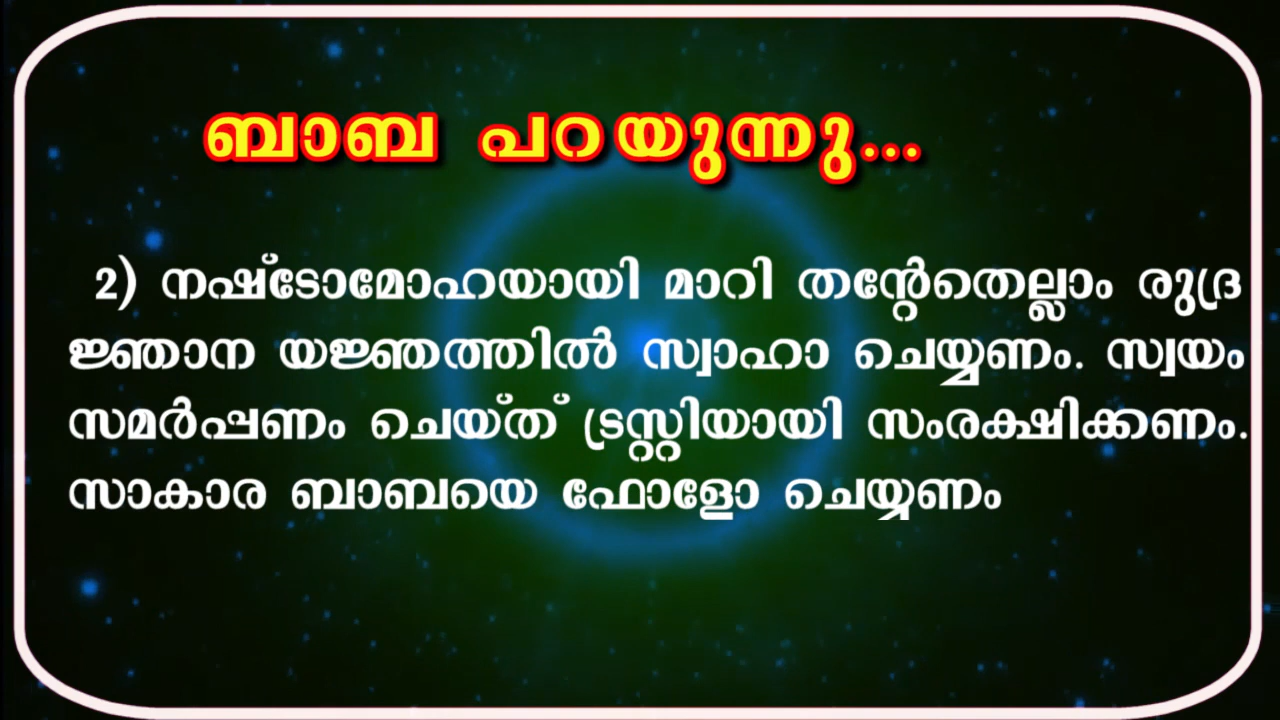 ബാബ പറയുന്നു...
2) നഷ്ടോമോഹയായി മാറി തന്റേതെല്ലാം രുദ്ര
ജ്ഞാന യജ്ഞത്തിൽ സ്വാഹാ ചെയ്യണം. സ്വയം
സമർപ്പണം ചെയ്ത് ട്രസ്റ്റിയായി സംരക്ഷിക്കണം.
സാകാര ബാബയെ ഫോളോ ചെയ്യണം